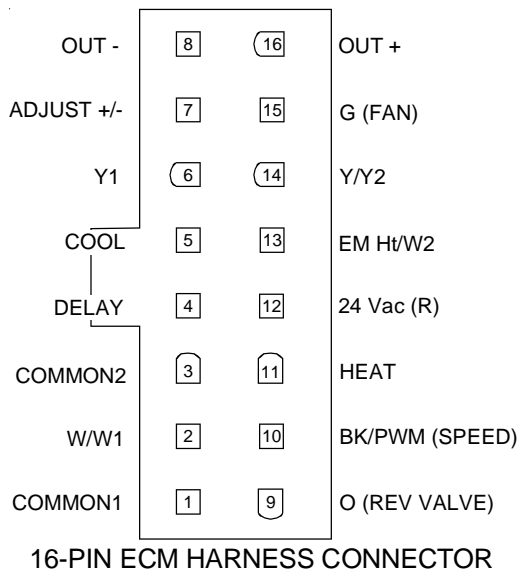 OUT - 8 16 OUT +
ADJUST +/- 7 15 G (FAN)
Y1 6 14 Y/Y2
COOL 5 13 EM Ht/W2
DELAY 4 12 24 Vac (R)
COMMON2 3 11 HEAT
W/W1 2 10 BK/PWM (SPEED)
COMMON1 1 9 O (REV VALVE)
16-PIN ECM HARNESS CONNECTOR